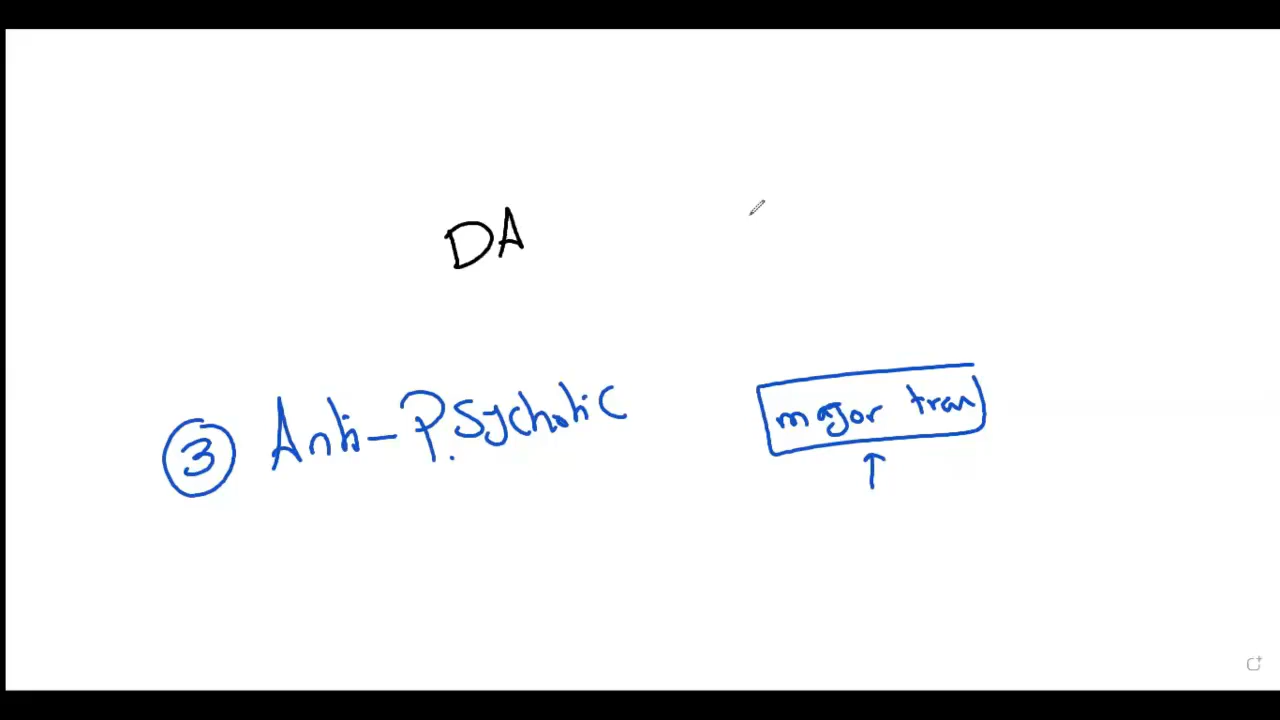 DA
③ Anti-Psychotic
major tran
↑